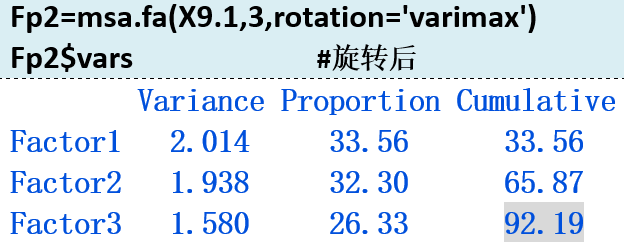 Fp2=msa.fa(X9.1,3,rotation='varimax')
Fp2$vars #旋转后
Variance Proportion Cumulative
Factor1 2.014 33.56 33.56
Factor2 1.938 32.30 65.87
Factor3 1.580 26.33 92.19